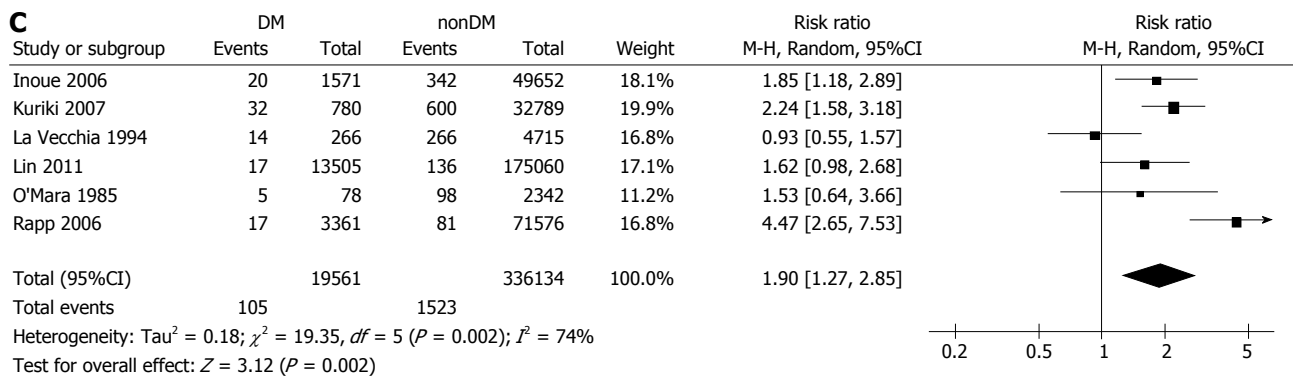 C DM nonDM Risk ratio Risk ratio
Study or subgroup Events Total Events Total Weight M-H, Random, 95%CI M-H, Random, 95%CI
Inoue 2006 20 1571 342 49652 18.1% 1.85 [1.18, 2.89]
Kuriki 2007 32 780 600 32789 19.9% 2.24 [1.58, 3.18]
La Vecchia 1994 14 266 266 4715 16.8% 0.93 [0.55, 1.57]
Lin 2011 17 13505 136 175060 17.1% 1.62 [0.98, 2.68]
O'Mara 1985 5 78 98 2342 11.2% 1.53 [0.64, 3.66]
Rapp 2006 17 3361 81 71576 16.8% 4.47 [2.65, 7.53]
Total (95%CI) 19561 336134 100.0% 1.90 [1.27, 2.85]
Total events 105 1523
Heterogeneity: Tau² = 0.18; χ² = 19.35, df = 5 (P = 0.002); I² = 74%
Test for overall effect: Z = 3.12 (P = 0.002)
0.2 0.5 1 2 5